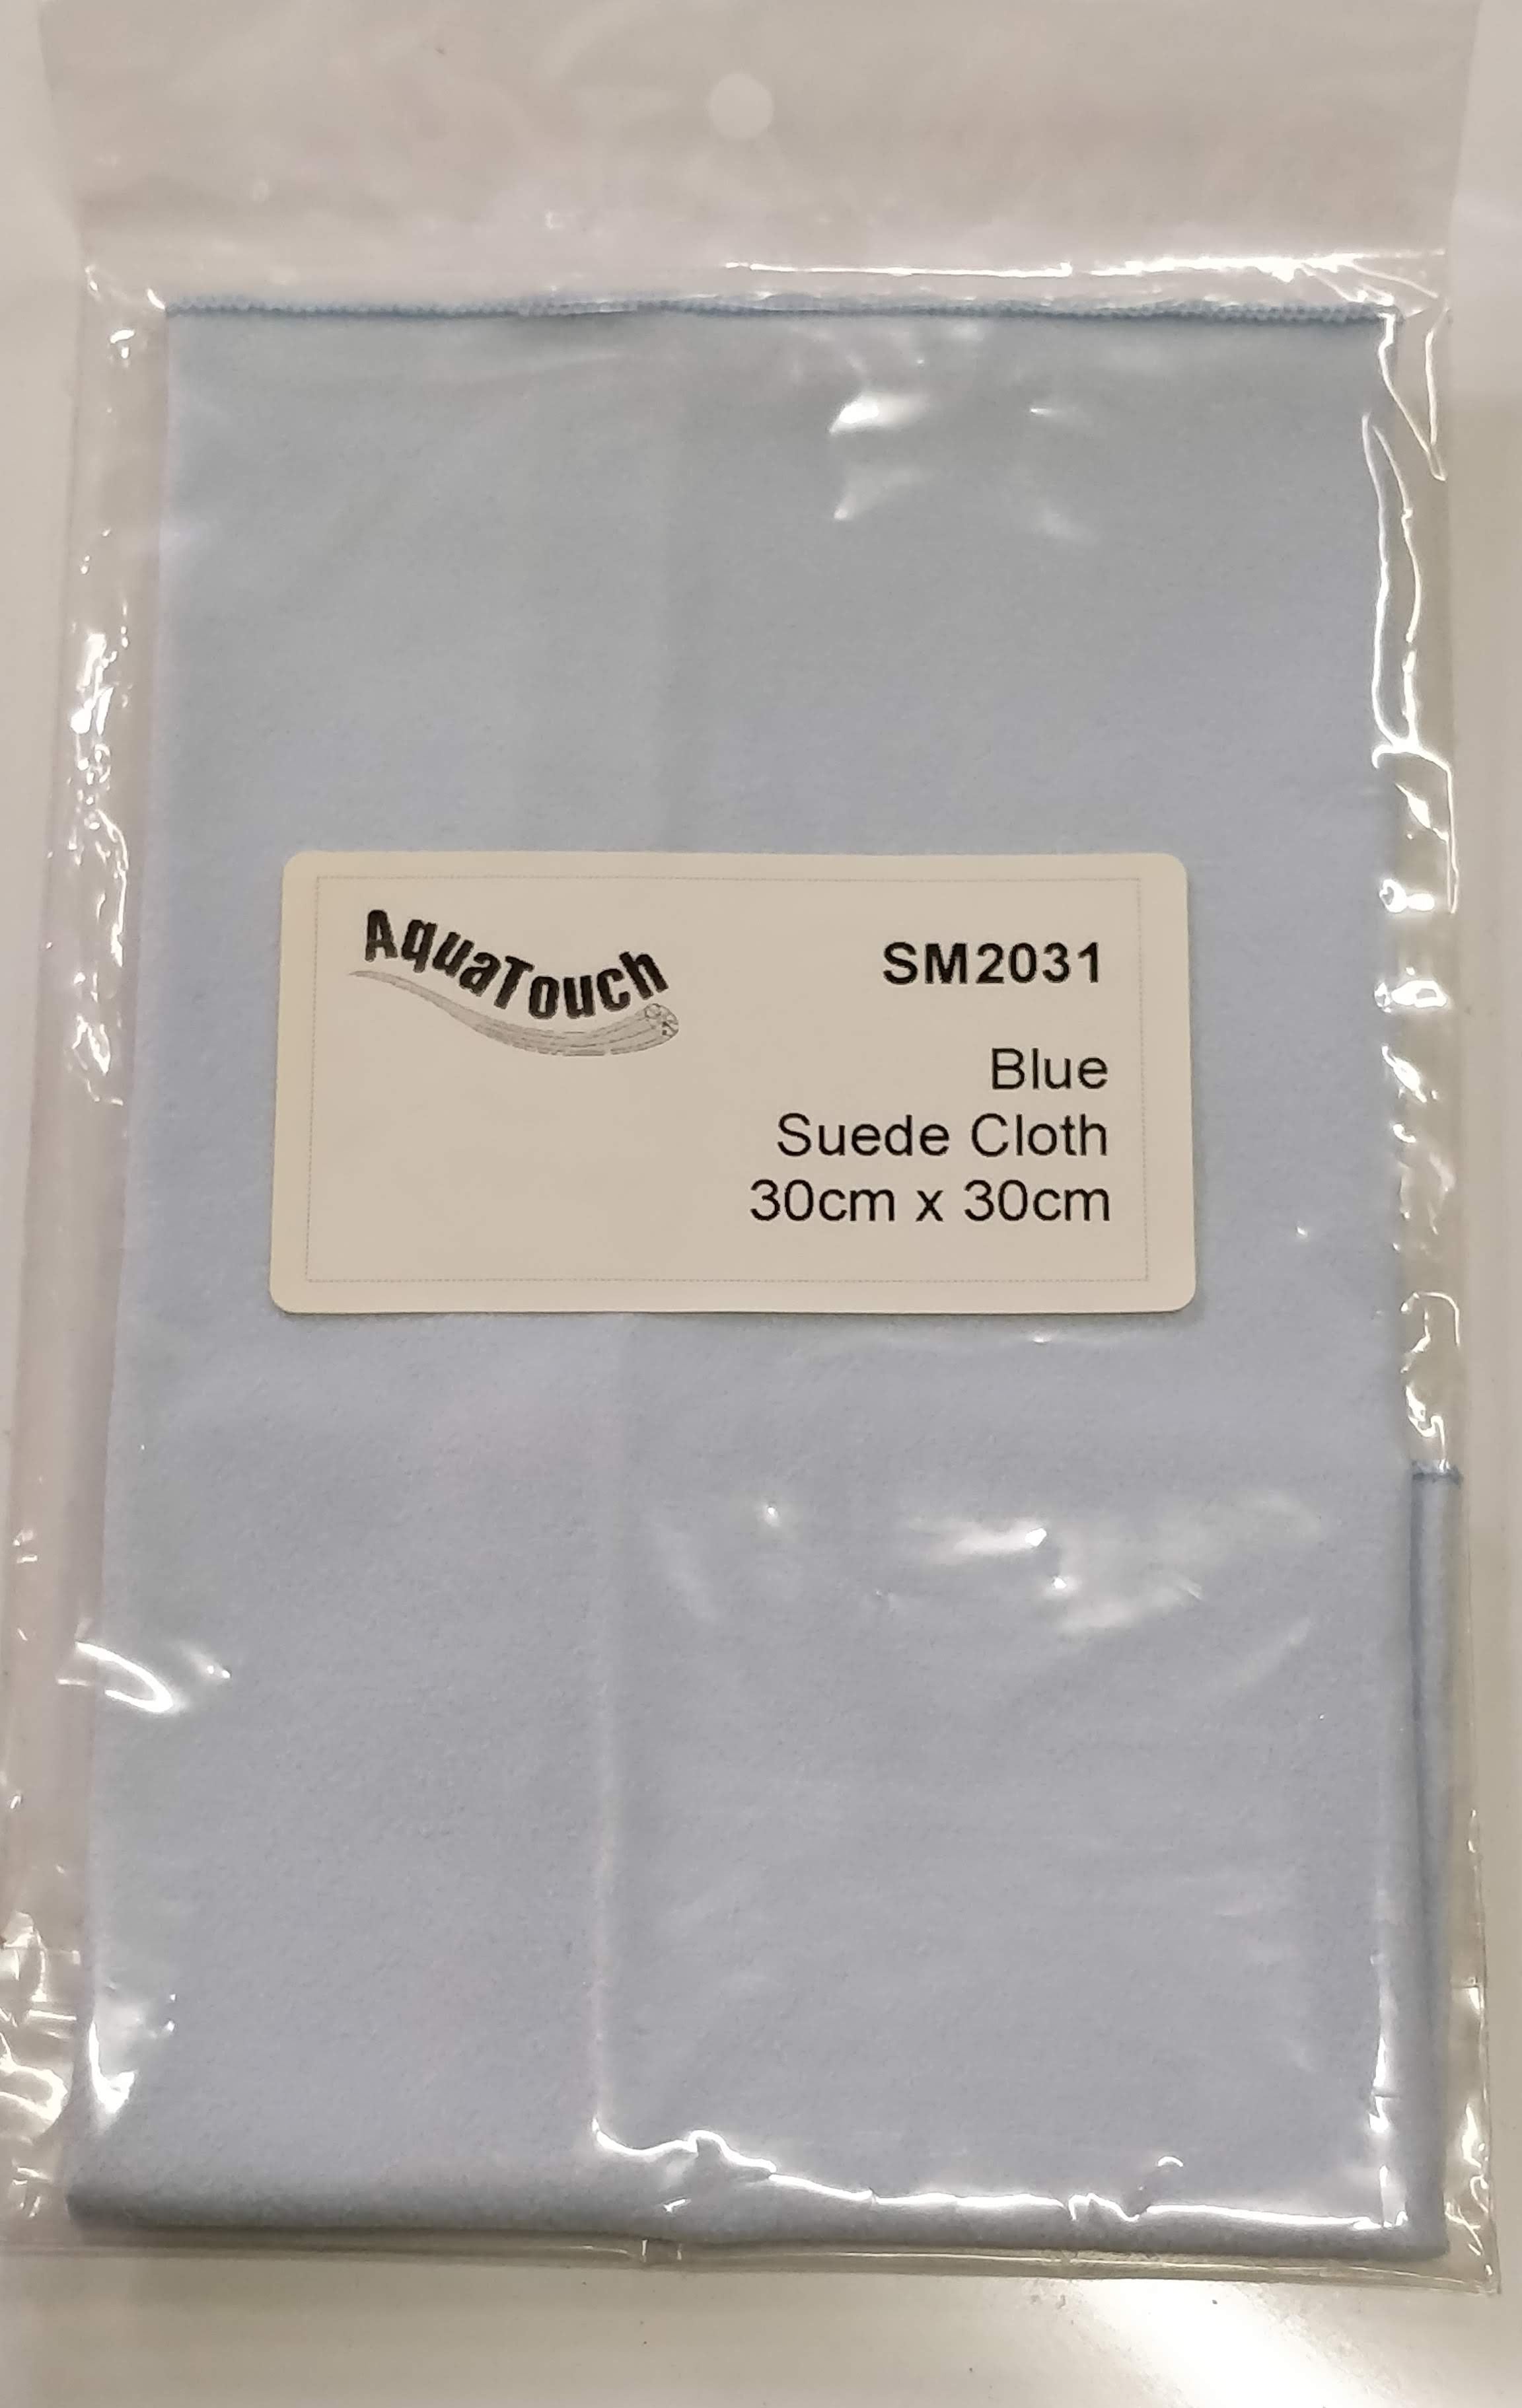 AquaTouch
SM2031
Blue
Suede Cloth
30cm x 30cm